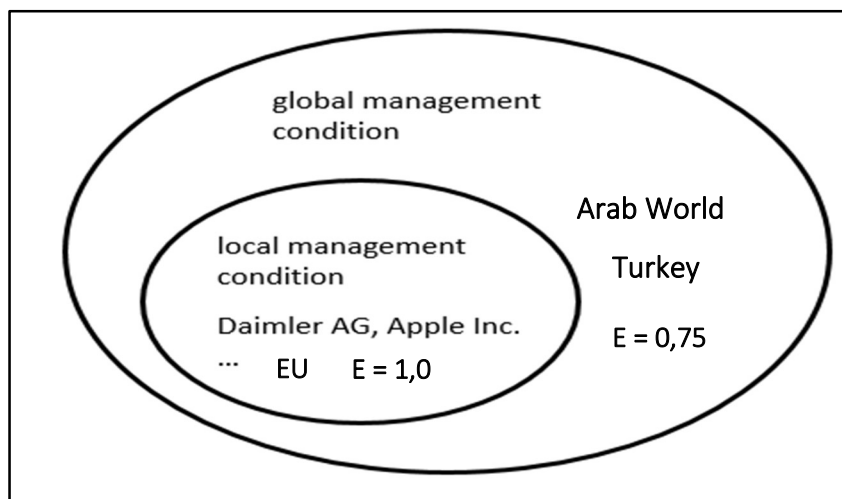 global management
condition
Arab World
Turkey
E = 0,75
local management
condition
Daimler AG, Apple Inc.
... EU E = 1,0